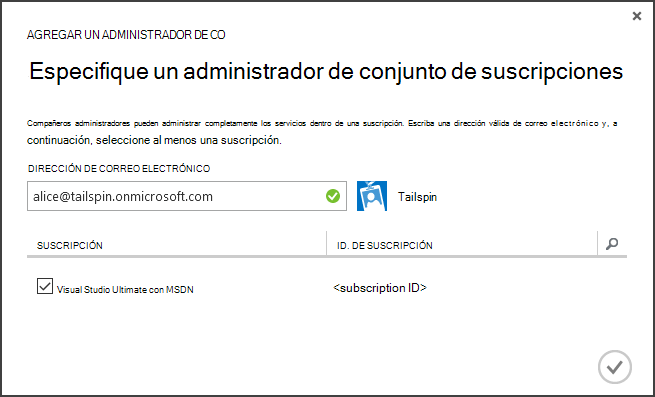 AGREGAR UN ADMINISTRADOR DE CO
Especifique un administrador de conjunto de suscripciones
Compañeros administradores pueden administrar completamente los servicios dentro de una suscripción. Escriba una dirección válida de correo electrónico y, a
continuación, seleccione al menos una suscripción.
DIRECCIÓN DE CORREO ELECTRÓNICO
alice@tailspin.onmicrosoft.com Tailspin
SUSCRIPCIÓN ID. DE SUSCRIPCIÓN
Visual Studio Ultimate con MSDN <subscription ID>